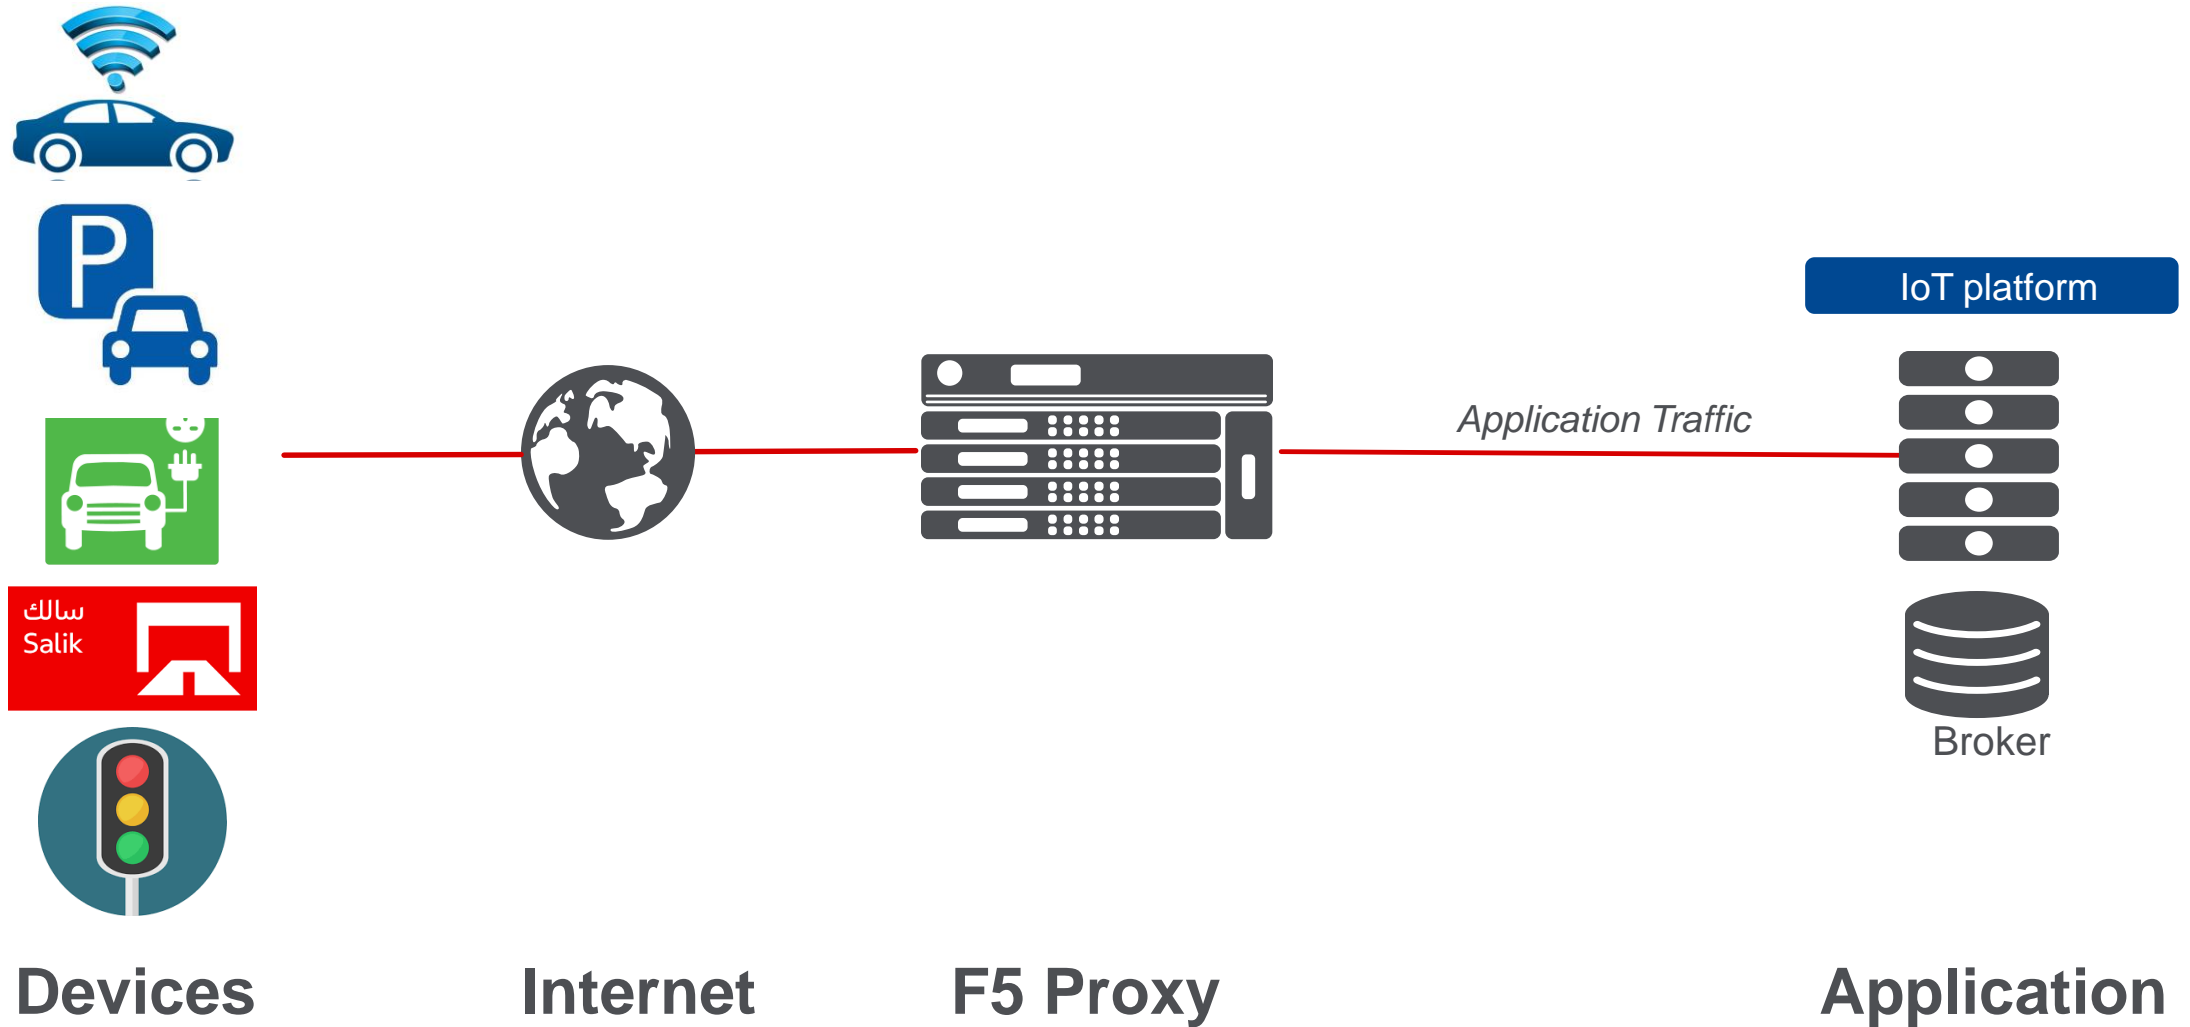 P
IoT platform
Application Traffic
سالك
Salik
Broker
Devices
Internet
F5 Proxy
Application